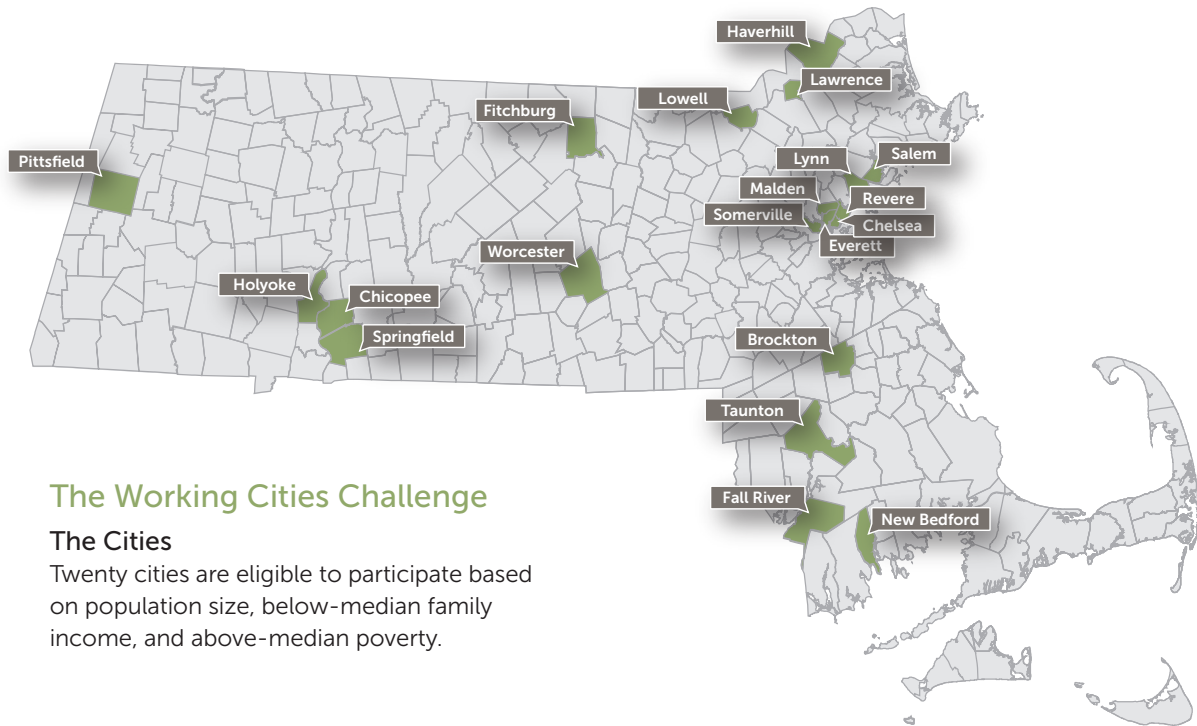 Haverhill
Lawrence
Lowell
Fitchburg
Pittsfield
Lynn
Salem
Malden
Revere
Somerville
Chelsea
Everett
Worcester
Holyoke
Chicopee
Springfield
Brockton
Taunton
Fall River
New Bedford
The Working Cities Challenge
The Cities
Twenty cities are eligible to participate based
on population size, below-median family
income, and above-median poverty.